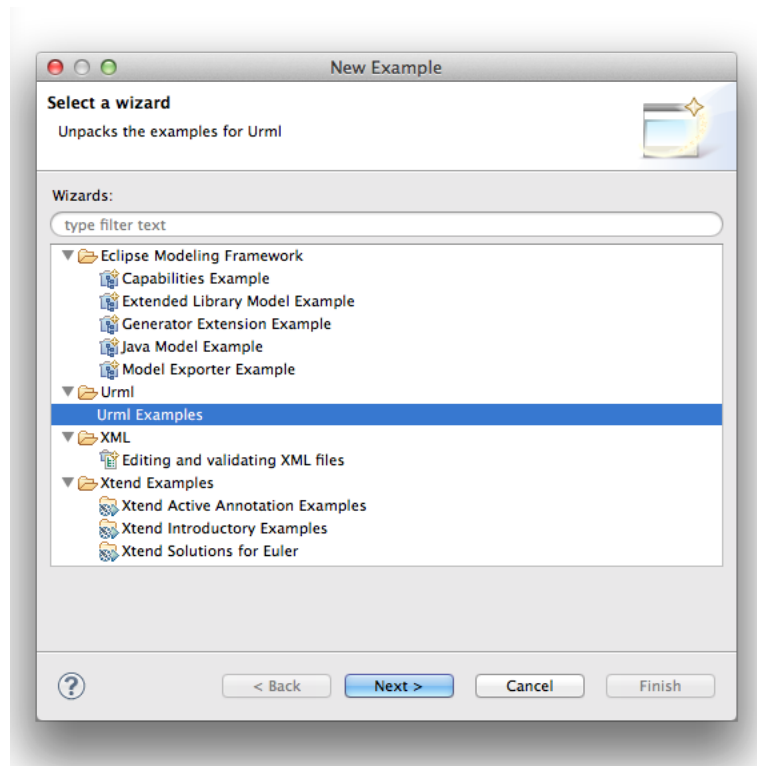 New Example
Select a wizard
Unpacks the examples for Urml
Wizards:
type filter text
Eclipse Modeling Framework
Capabilities Example
Extended Library Model Example
Generator Extension Example
Java Model Example
Model Exporter Example
Urml
Urml Examples
XML
Editing and validating XML files
Xtend Examples
Xtend Active Annotation Examples
Xtend Introductory Examples
Xtend Solutions for Euler
? < Back Next > Cancel Finish